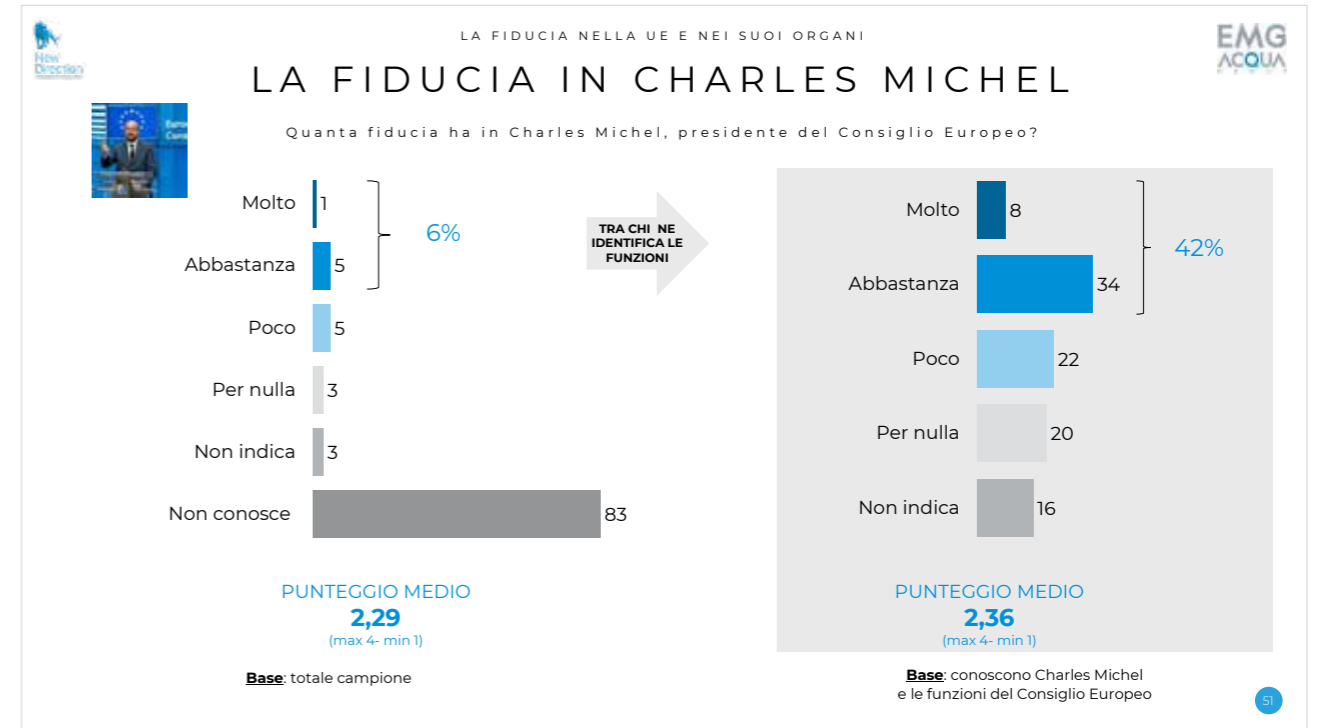 New
Direction
LA FIDUCIA NELLA UE E NEI SUOI ORGANI
EMG
ACQUA
LA FIDUCIA IN CHARLES MICHEL
Quanta fiducia ha in Charles Michel, presidente del Consiglio Europeo?
Molto 1
Abbastanza 5
6%
Poco 5
Per nulla 3
Non indica 3
Non conosce 83
PUNTEGGIO MEDIO
2,29
(max 4- min 1)
Base: totale campione
TRA CHI NE
IDENTIFICA LE
FUNZIONI
Molto 8
Abbastanza 34
42%
Poco 22
Per nulla 20
Non indica 16
PUNTEGGIO MEDIO
2,36
(max 4- min 1)
Base: conoscono Charles Michel
e le funzioni del Consiglio Europeo
51